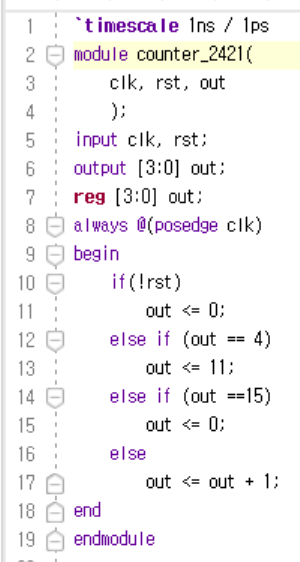 1 `timescale 1ns / 1ps
2 module counter_2421(
3 clk, rst, out
4 );
5 input clk, rst;
6 output [3:0] out;
7 reg [3:0] out;
8 always @(posedge clk)
9 begin
10 if(!rst)
11 out <= 0;
12 else if (out == 4)
13 out <= 11;
14 else if (out ==15)
15 out <= 0;
16 else
17 out <= out + 1;
18 end
19 endmodule